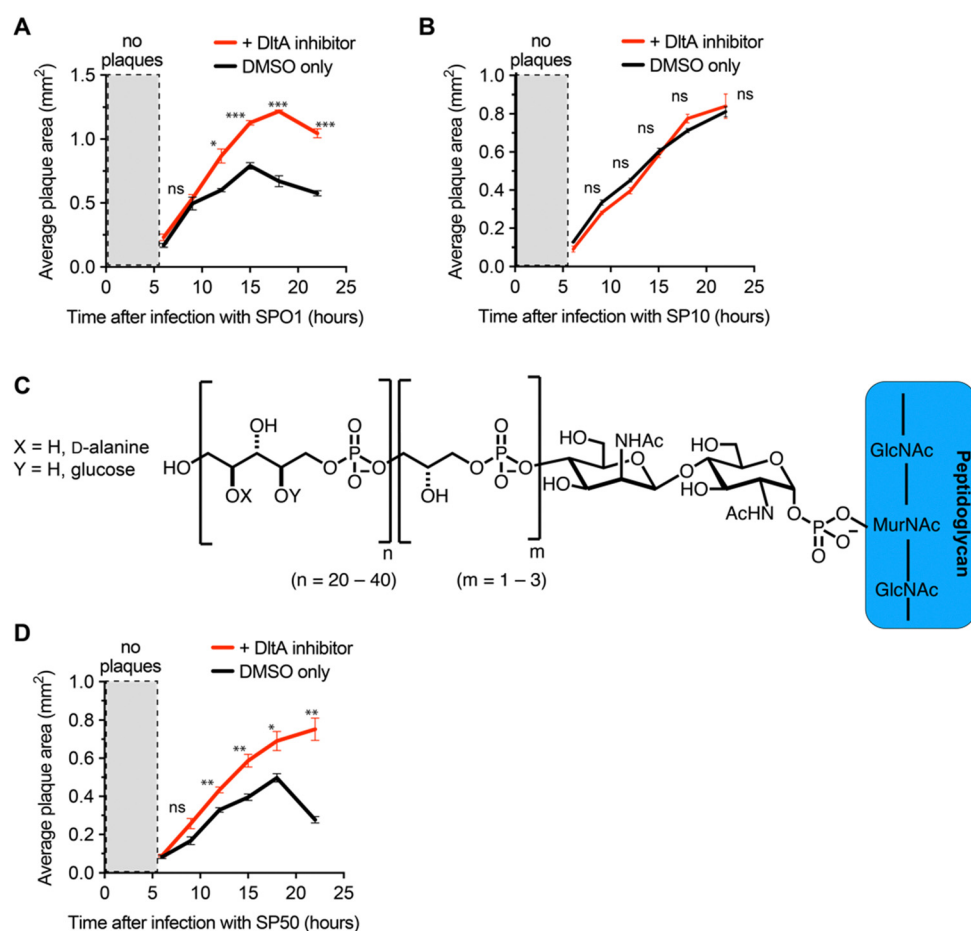 A
no
plaques
+ DltA inhibitor
DMSO only
Average plaque area (mm²)
1.5
1.0
0.5
0.0
ns
*
***
***
***
0 5 10 15 20 25
Time after infection with SPO1 (hours)
B
no
plaques
+ DltA inhibitor
DMSO only
Average plaque area (mm²)
1.0
0.8
0.6
0.4
0.2
0.0
ns
ns
ns
ns
ns
0 5 10 15 20 25
Time after infection with SP10 (hours)
C
X = H, D-alanine
Y = H, glucose
HO
OH
OX
OY
O
O
P
O
O
−
n
(n = 20 – 40)
OH
O
O
P
O
O
−
m
(m = 1 – 3)
HO
NHAc
O
HO
O
HO
O
HO
AcHN
O
O
P
O
O
−
GlcNAc
MurNAc
GlcNAc
Peptidoglycan
D
no
plaques
+ DltA inhibitor
DMSO only
Average plaque area (mm²)
1.0
0.8
0.6
0.4
0.2
0.0
ns
**
**
*
**
0 5 10 15 20 25
Time after infection with SP50 (hours)